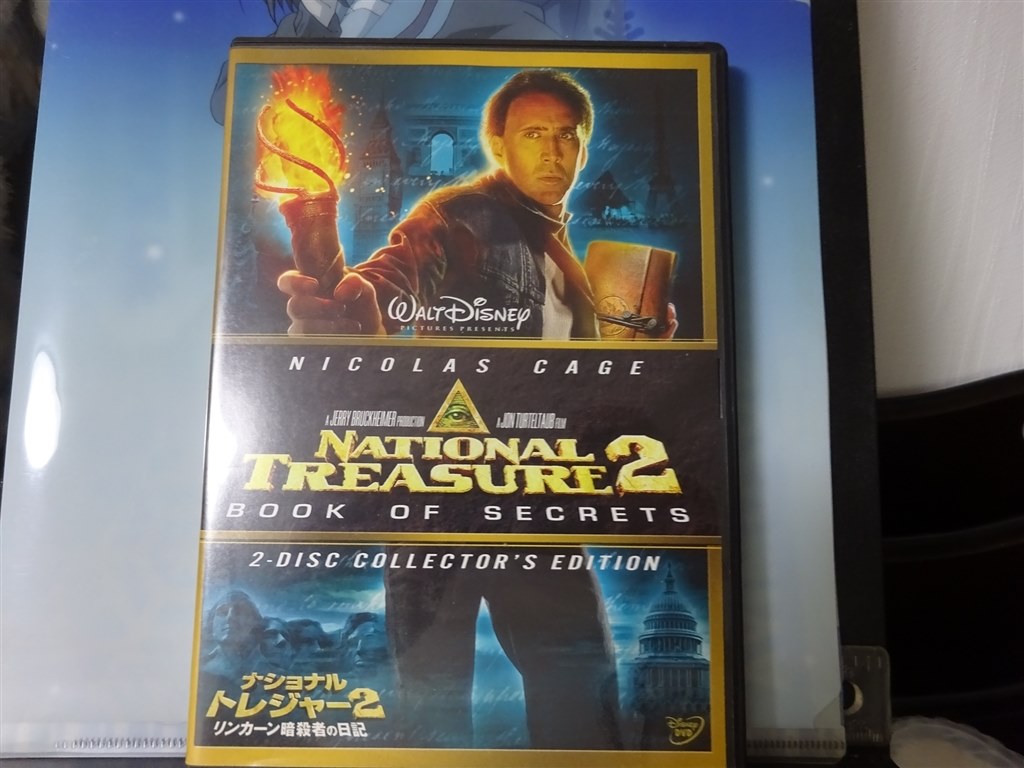 WALT DISNEY
PICTURES PRESENTS
NICOLAS CAGE
A JERRY BRUCKHEIMER PRODUCTION
A JON TURTELTAUB FILM
NATIONAL
TREASURE 2
BOOK OF SECRETS
2-DISC COLLECTOR'S EDITION
ナショナル
トレジャー2
リンカーン暗殺者の日記
Disney
DVD